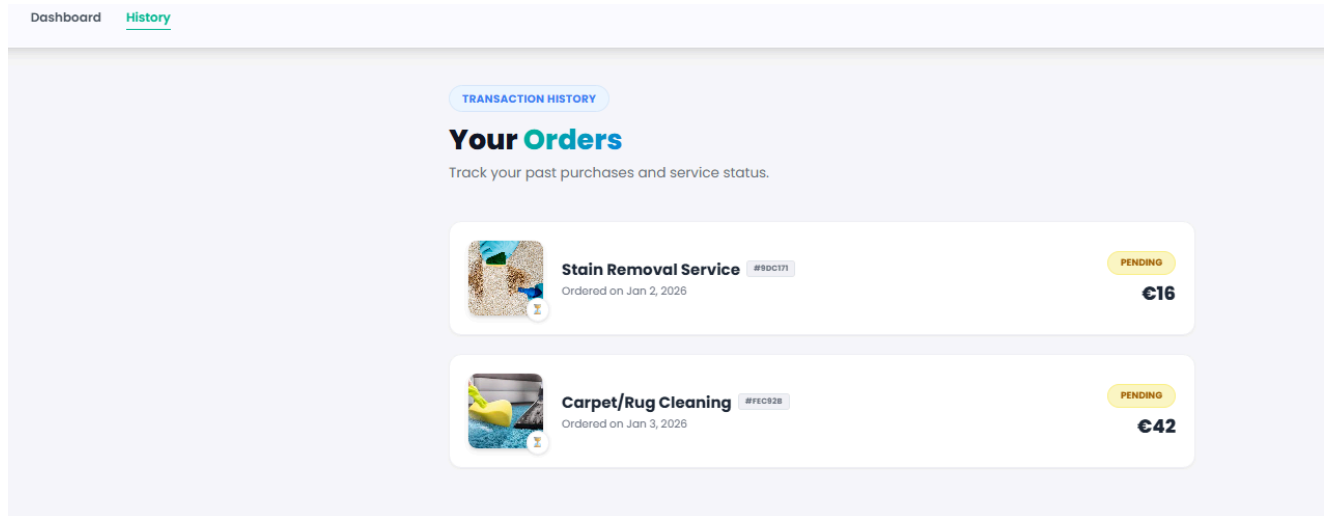 Dashboard History
TRANSACTION HISTORY
Your Orders
Track your past purchases and service status.
Stain Removal Service #9DC171
Ordered on Jan 2, 2026
PENDING
€16
Carpet/Rug Cleaning #FEC92B
Ordered on Jan 3, 2026
PENDING
€42